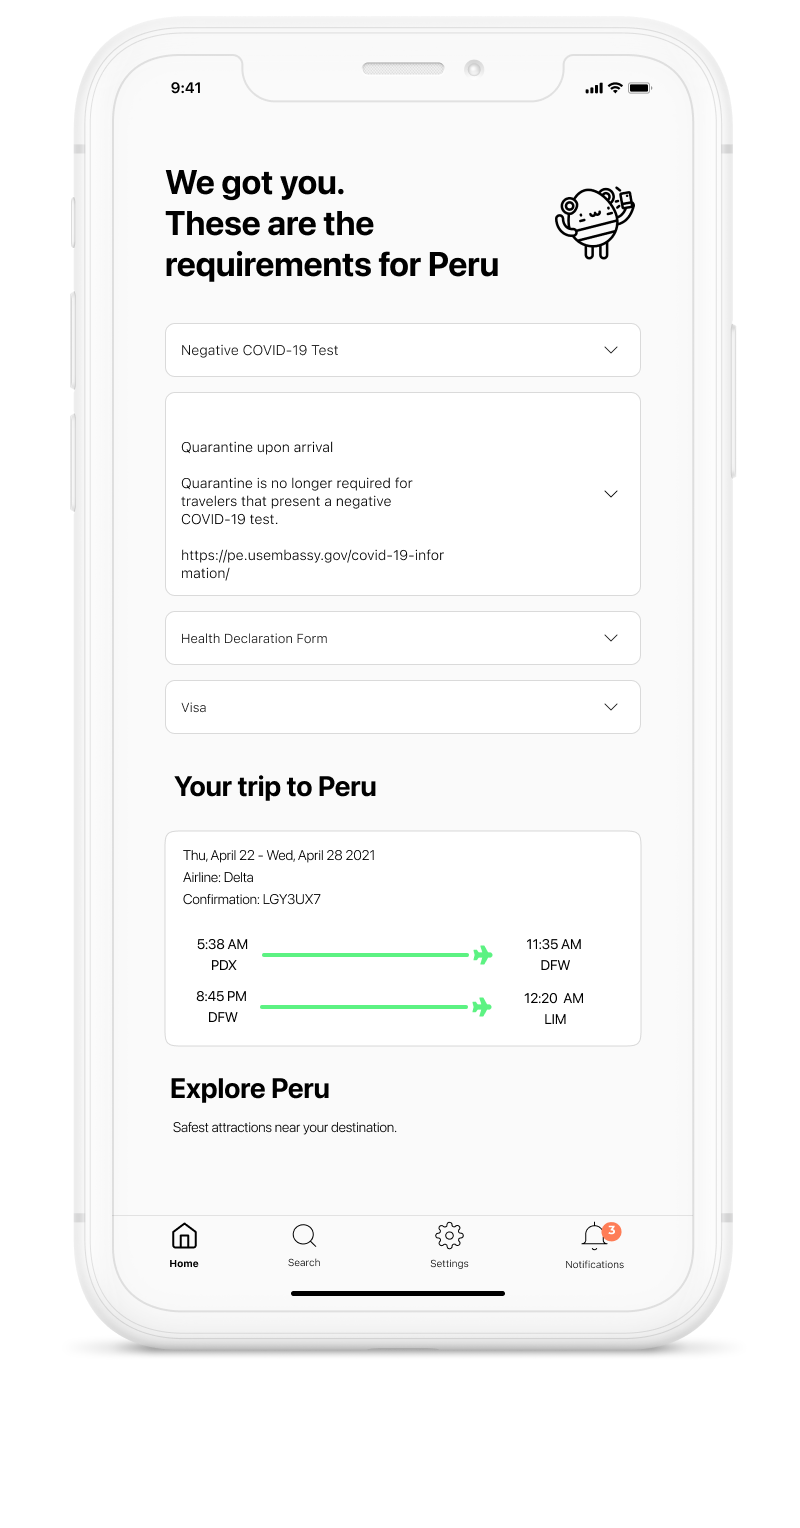 9:41
We got you.
These are the
requirements for Peru
Negative COVID-19 Test
Quarantine upon arrival
Quarantine is no longer required for
travelers that present a negative
COVID-19 test.
https://pe.usembassy.gov/covid-19-infor
mation/
Health Declaration Form
Visa
Your trip to Peru
Thu, April 22 - Wed, April 28 2021
Airline: Delta
Confirmation: LGY3UX7
5:38 AM 11:35 AM
PDX DFW
8:45 PM 12:20 AM
DFW LIM
Explore Peru
Safest attractions near your destination.
3
Home Search Settings Notifications